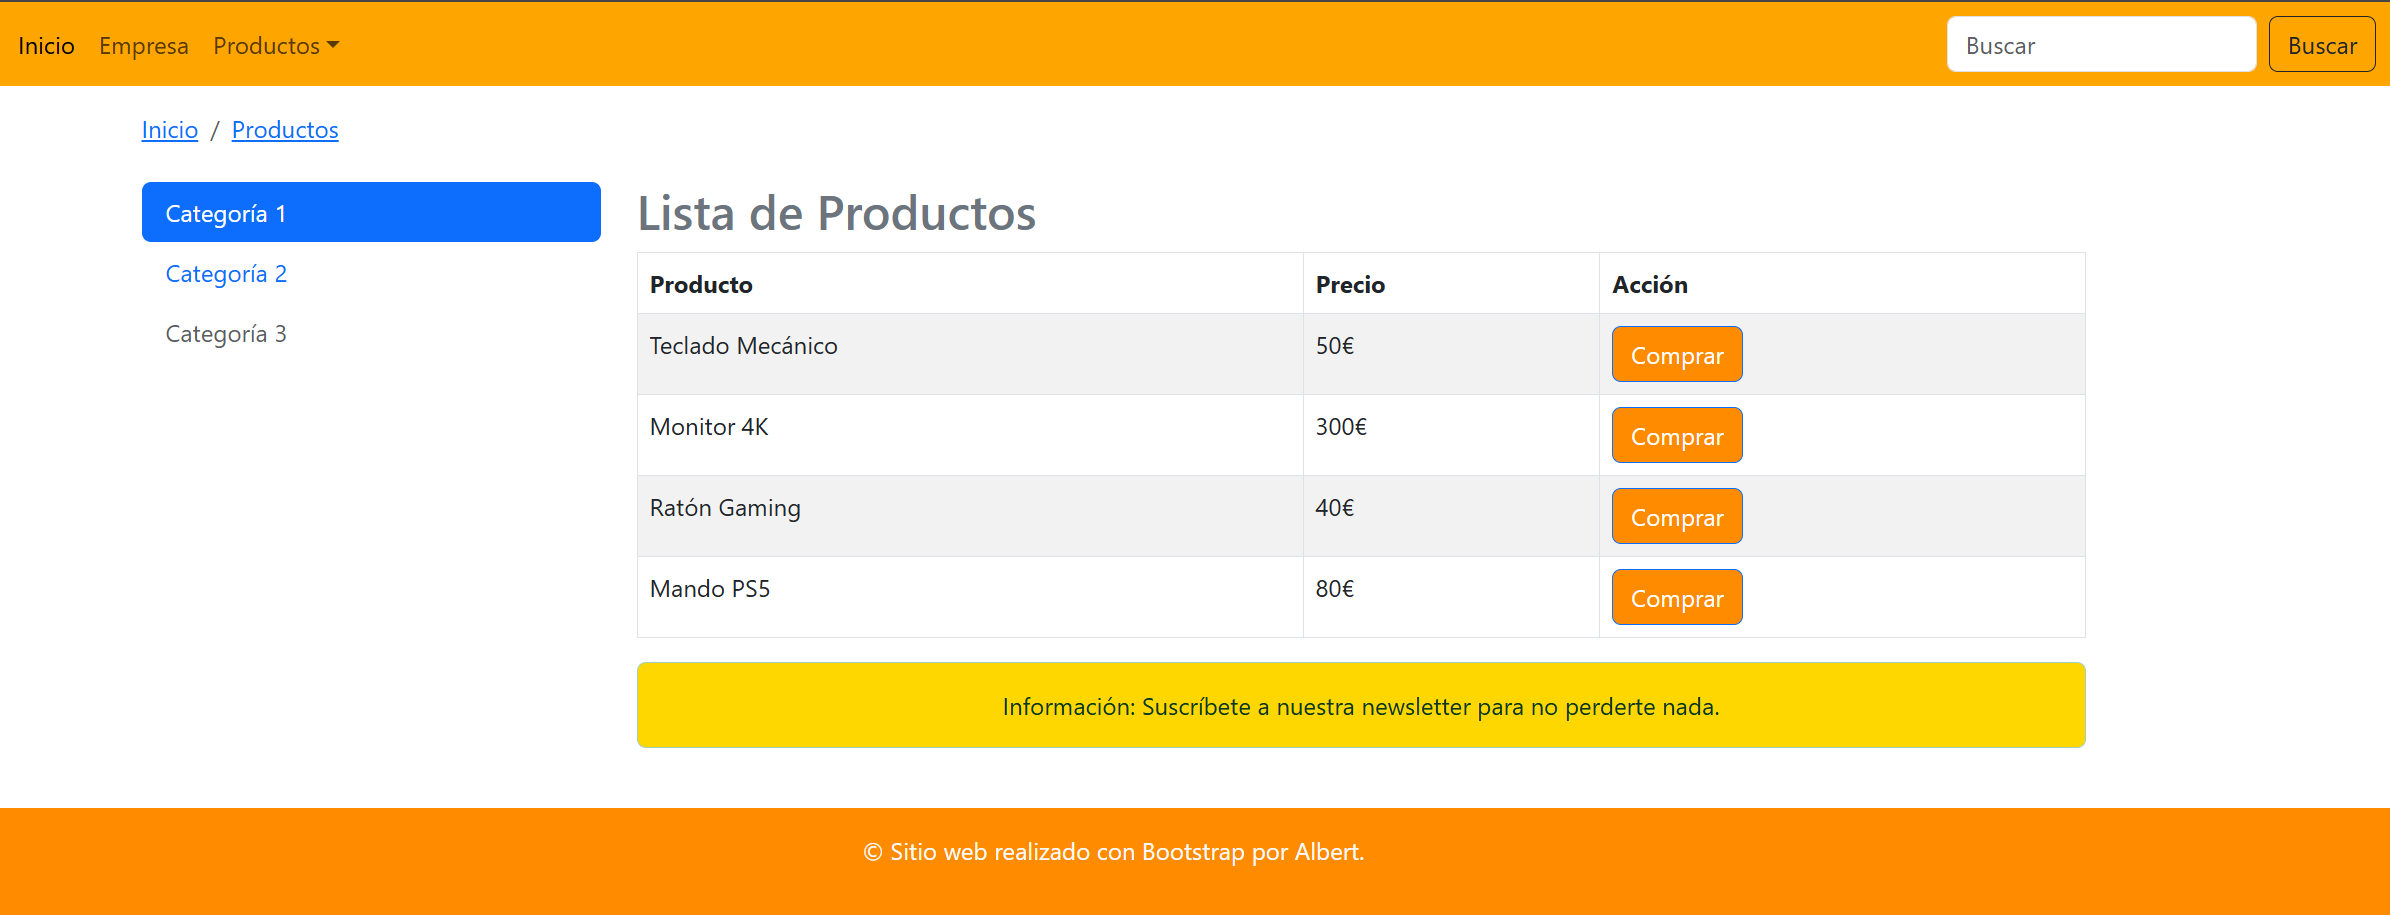 Inicio Empresa Productos Buscar Buscar
Inicio / Productos
Categoría 1
Categoría 2
Categoría 3
Lista de Productos
Producto Precio Acción
Teclado Mecánico 50€ Comprar
Monitor 4K 300€ Comprar
Ratón Gaming 40€ Comprar
Mando PS5 80€ Comprar
Información: Suscríbete a nuestra newsletter para no perderte nada.
© Sitio web realizado con Bootstrap por Albert.